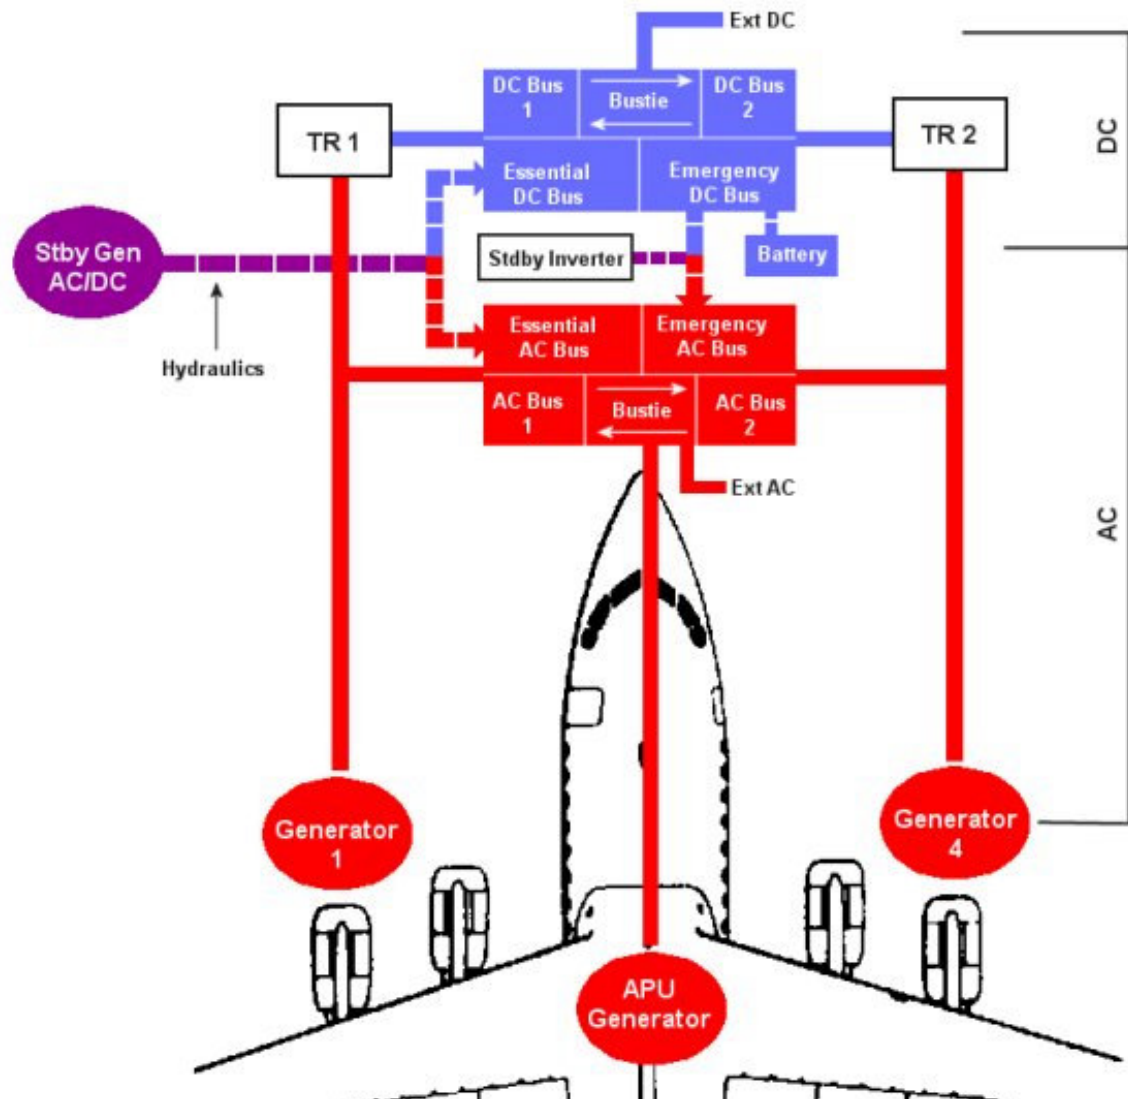 Ext DC
DC Bus
1
Bustie
DC Bus
2
TR 1
TR 2
DC
Essential
DC Bus
Emergency
DC Bus
Stby Gen
AC/DC
Stdby Inverter
Battery
Hydraulics
Essential
AC Bus
Emergency
AC Bus
AC Bus
1
Bustie
AC Bus
2
Ext AC
AC
Generator
1
Generator
4
APU
Generator